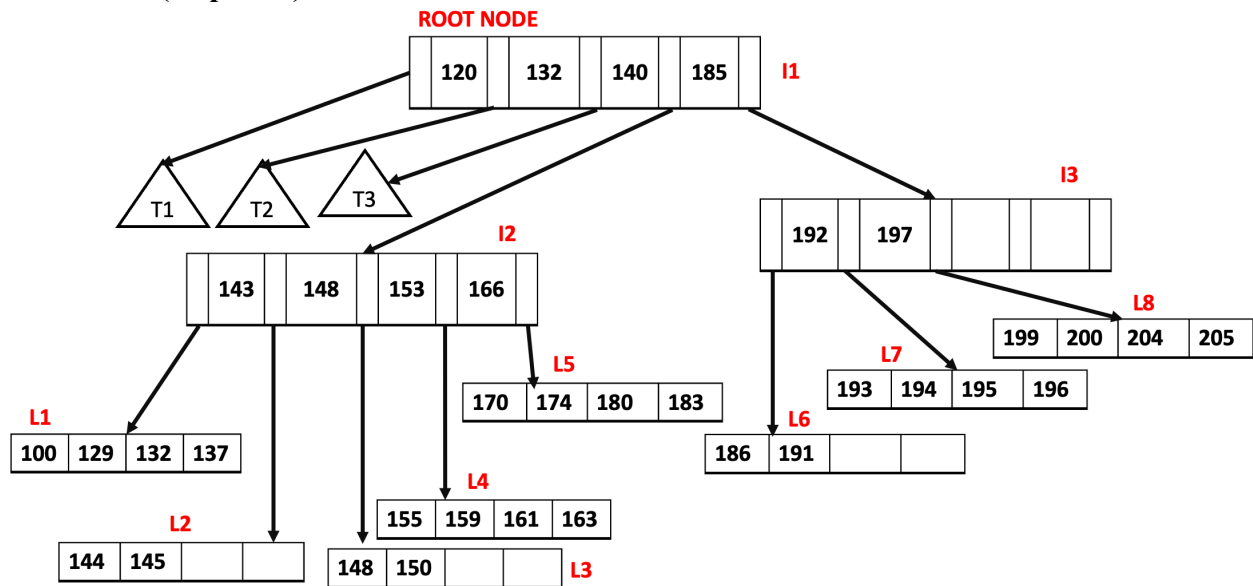 ROOT NODE
120 132 140 185 I1
T1 T2 T3
I3
192 197
I2
143 148 153 166
L8
199 200 204 205
L7
193 194 195 196
L5
170 174 180 183
L6
186 191
L1
100 129 132 137
L4
155 159 161 163
L2
144 145
148 150 L3